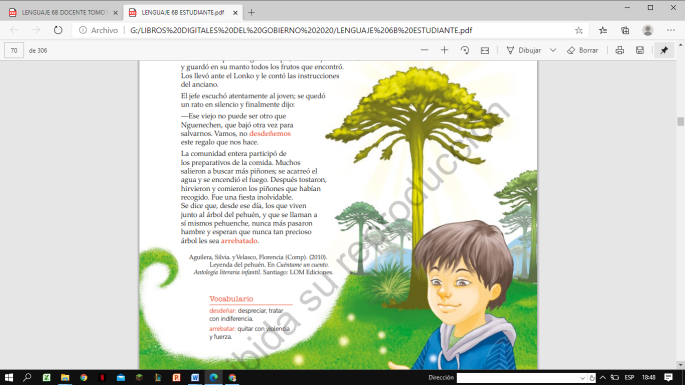 LENGUAJE 6B DOCENTE TOMO
LENGUAJE 6B ESTUDIANTE.pdf
Archivo
G:/LIBROS%20DIGITALES%20DEL%20GOBIERNO%202020/LENGUAJE%206B%20ESTUDIANTE.pdf
70 de 306
Dibujar
Borrar
y guardó en su manto todos los frutos que encontró.
Los llevó ante el Lonko y le contó las instrucciones
del anciano.
El jefe escuchó atentamente al joven; se quedó
un rato en silencio y finalmente dijo:
—Ese viejo no puede ser otro que
Nguenechen, que bajó otra vez para
salvarnos. Vamos, no desdeñemos
este regalo que nos hace.
La comunidad entera participó de
los preparativos de la comida. Muchos
salieron a buscar más piñones; se acarreó el
agua y se encendió el fuego. Después tostaron,
hirvieron y comieron los piñones que habían
recogido. Fue una fiesta inolvidable.
Se dice que, desde ese día, los que viven
junto al árbol del pehuén, y que se llaman a
sí mismos pehuenche, nunca más pasaron
hambre y esperan que nunca tan precioso
árbol les sea arrebatado.
Aguilera, Silvia. yVelasco, Florencia (Comp). (2010).
Leyenda del pehuén. En Cuéntame un cuento.
Antología literaria infantil. Santiago: LOM Ediciones.
Vocabulario
desdeñar: despreciar, tratar
con indiferencia.
arrebatar: quitar con violencia
y fuerza.
bida su reproducción
Dirección
ESP
18:48